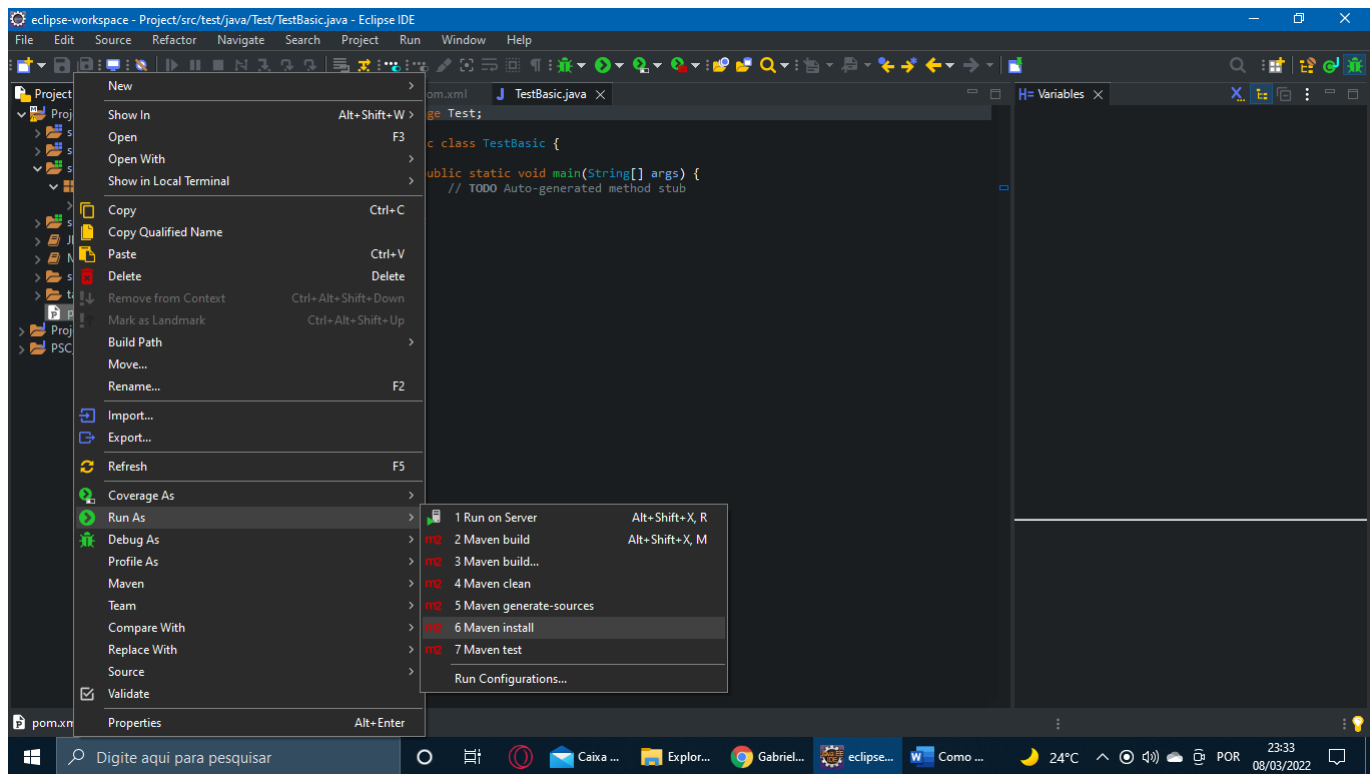 eclipse-workspace - Project/src/test/java/Test/TestBasic.java - Eclipse IDE
File Edit Source Refactor Navigate Search Project Run Window Help
Project
om.xml
TestBasic.java
Variables
Proj
New
Show In Alt+Shift+W
Open F3
Open With
Show in Local Terminal
Copy Ctrl+C
Copy Qualified Name
Paste Ctrl+V
Delete Delete
Remove from Context Ctrl+Alt+Shift+Down
Mark as Landmark Ctrl+Alt+Shift+Up
Build Path
Move...
Rename... F2
Import...
Export...
Refresh F5
Coverage As
Run As
Debug As
Profile As
Maven
Team
Compare With
Replace With
Source
Validate
Properties Alt+Enter
ge Test;
c class TestBasic {
ublic static void main(String[] args) {
// TODO Auto-generated method stub
Proj
PSC
1 Run on Server Alt+Shift+X, R
2 Maven build Alt+Shift+X, M
3 Maven build...
4 Maven clean
5 Maven generate-sources
6 Maven install
7 Maven test
Run Configurations...
pom.xm
Digite aqui para pesquisar
Caixa ...
Explor...
Gabriel...
eclipse...
Como ...
24°C
POR
23:33
08/03/2022